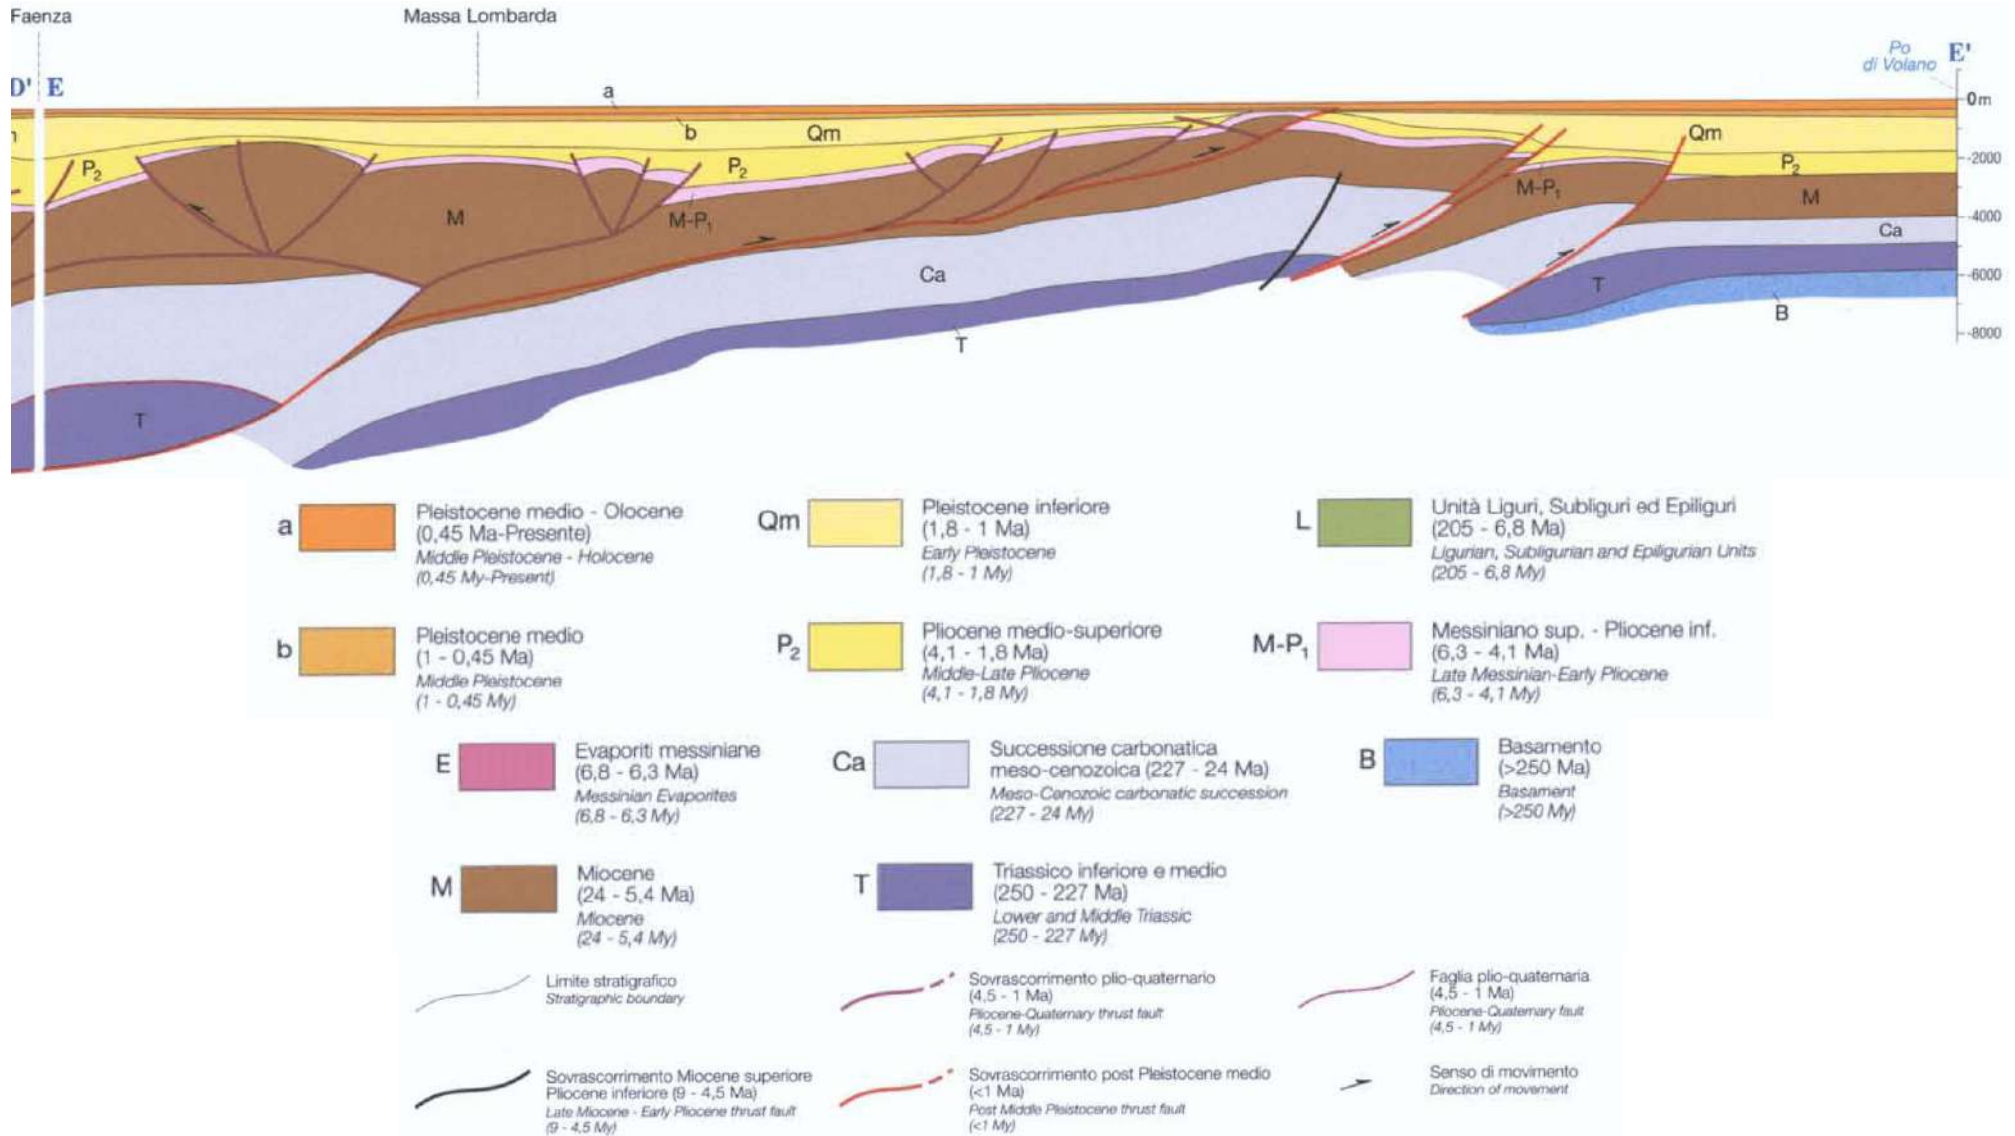 Faenza
Massa Lombarda
Po
di Volano
E'
D' E
a
0m
b
Qm
Qm
P2
P2
-2000
P2
M-P1
M
M
M-P1
-4000
Ca
Ca
-6000
T
B
-8000
T
T
a
Pleistocene medio - Olocene
(0,45 Ma-Presente)
Middle Pleistocene - Holocene
(0,45 My-Present)
Qm
Pleistocene inferiore
(1,8 - 1 Ma)
Early Pleistocene
(1,8 - 1 My)
L
Unità Liguri, Subliguri ed Epiliguri
(205 - 6,8 Ma)
Ligurian, Subligurian and Epiligurian Units
(205 - 6,8 My)
b
Pleistocene medio
(1 - 0,45 Ma)
Middle Pleistocene
(1 - 0,45 My)
P2
Pliocene medio-superiore
(4,1 - 1,8 Ma)
Middle-Late Pliocene
(4,1 - 1,8 My)
M-P1
Messiniano sup. - Pliocene inf.
(6,3 - 4,1 Ma)
Late Messinian-Early Pliocene
(6,3 - 4,1 My)
E
Evaporiti messiniane
(6,8 - 6,3 Ma)
Messinian Evaporites
(6,8 - 6,3 My)
Ca
Successione carbonatica
meso-cenozoica (227 - 24 Ma)
Meso-Cenozoic carbonatic succession
(227 - 24 My)
B
Basamento
(>250 Ma)
Basament
(>250 My)
M
Miocene
(24 - 5,4 Ma)
Miocene
(24 - 5,4 My)
T
Triassico inferiore e medio
(250 - 227 Ma)
Lower and Middle Triassic
(250 - 227 My)
Limite stratigrafico
Stratigraphic boundary
Sovrascorrimento plio-quaternario
(4,5 - 1 Ma)
Pliocene-Quaternary thrust fault
(4,5 - 1 My)
Faglia plio-quaternaria
(4,5 - 1 Ma)
Pliocene-Quaternary fault
(4,5 - 1 My)
Sovrascorrimento Miocene superiore
Pliocene inferiore (9 - 4,5 Ma)
Late Miocene - Early Pliocene thrust fault
(9 - 4,5 My)
Sovrascorrimento post Pleistocene medio
(<1 Ma)
Post Middle Pleistocene thrust fault
(<1 My)
Senso di movimento
Direction of movement